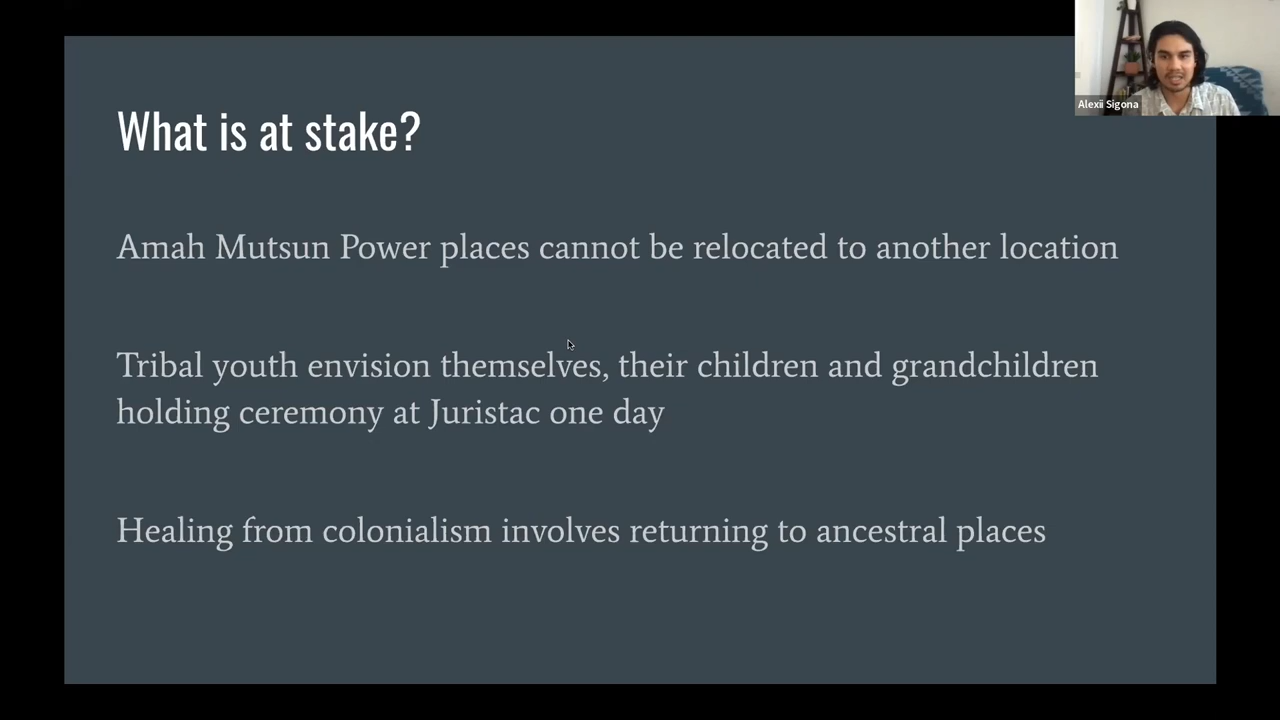 What is at stake?
Alexii Sigona
Amah Mutsun Power places cannot be relocated to another location
Tribal youth envision themselves, their children and grandchildren
holding ceremony at Juristac one day
Healing from colonialism involves returning to ancestral places